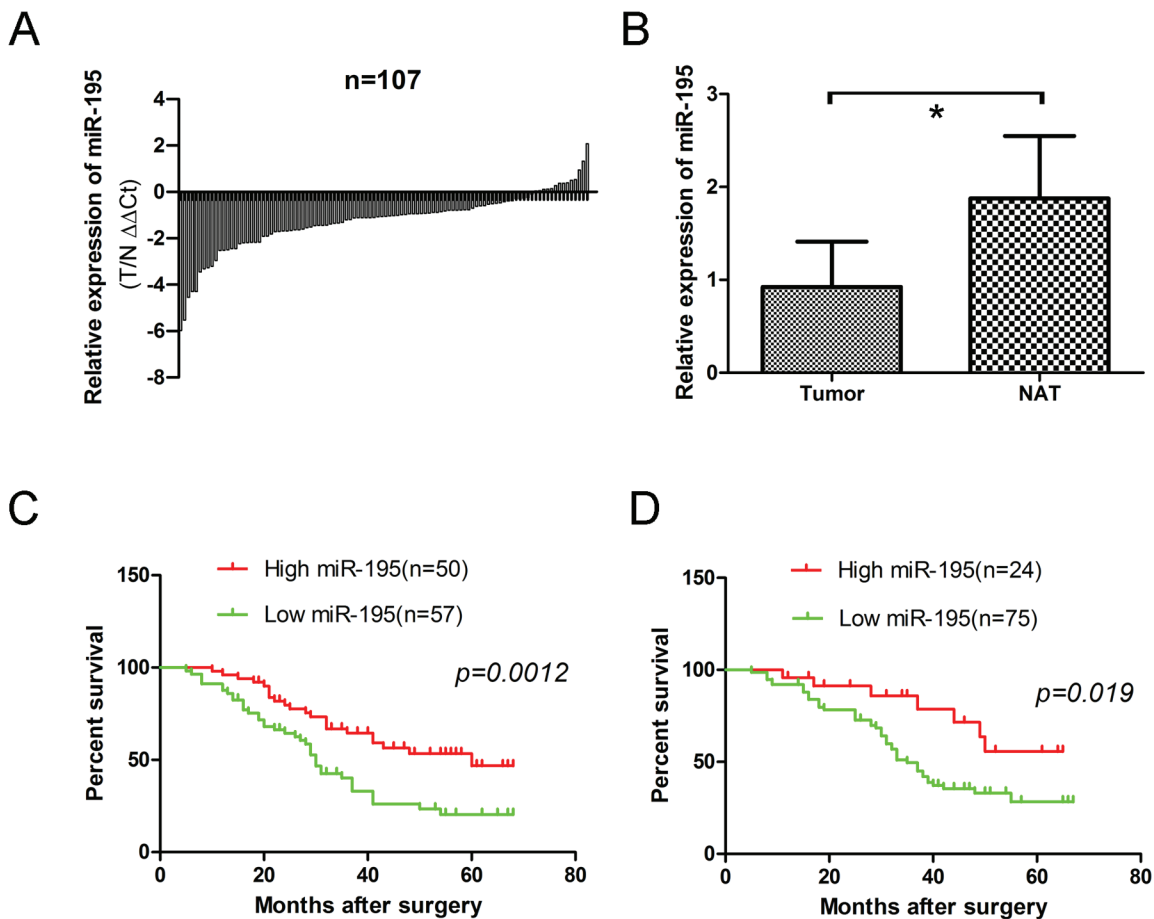 A
n=107
Relative expression of miR-195
(T/N ΔΔCt)
4
2
0
-2
-4
-6
-8
B
Relative expression of miR-195
3
2
1
0
*
Tumor
NAT
C
High miR-195(n=50)
Low miR-195(n=57)
p=0.0012
Percent survival
150
100
50
0
0 20 40 60 80
Months after surgery
D
High miR-195(n=24)
Low miR-195(n=75)
p=0.019
Percent survival
150
100
50
0
0 20 40 60 80
Months after surgery